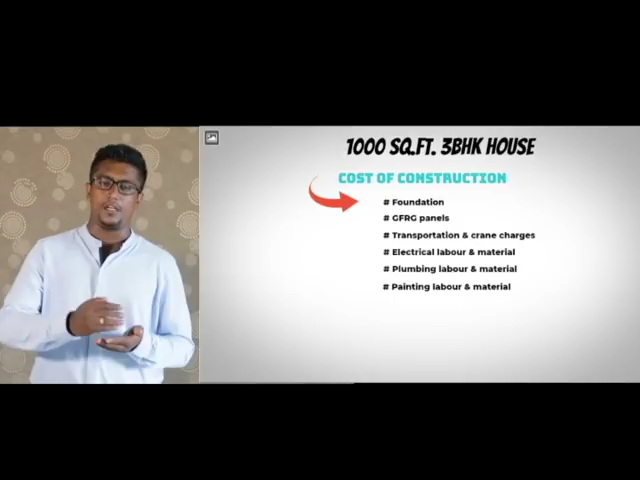 1000 SQ.FT. 3BHK HOUSE
COST OF CONSTRUCTION
# Foundation
# GFRG panels
# Transportation & crane charges
# Electrical labour & material
# Plumbing labour & material
# Painting labour & material